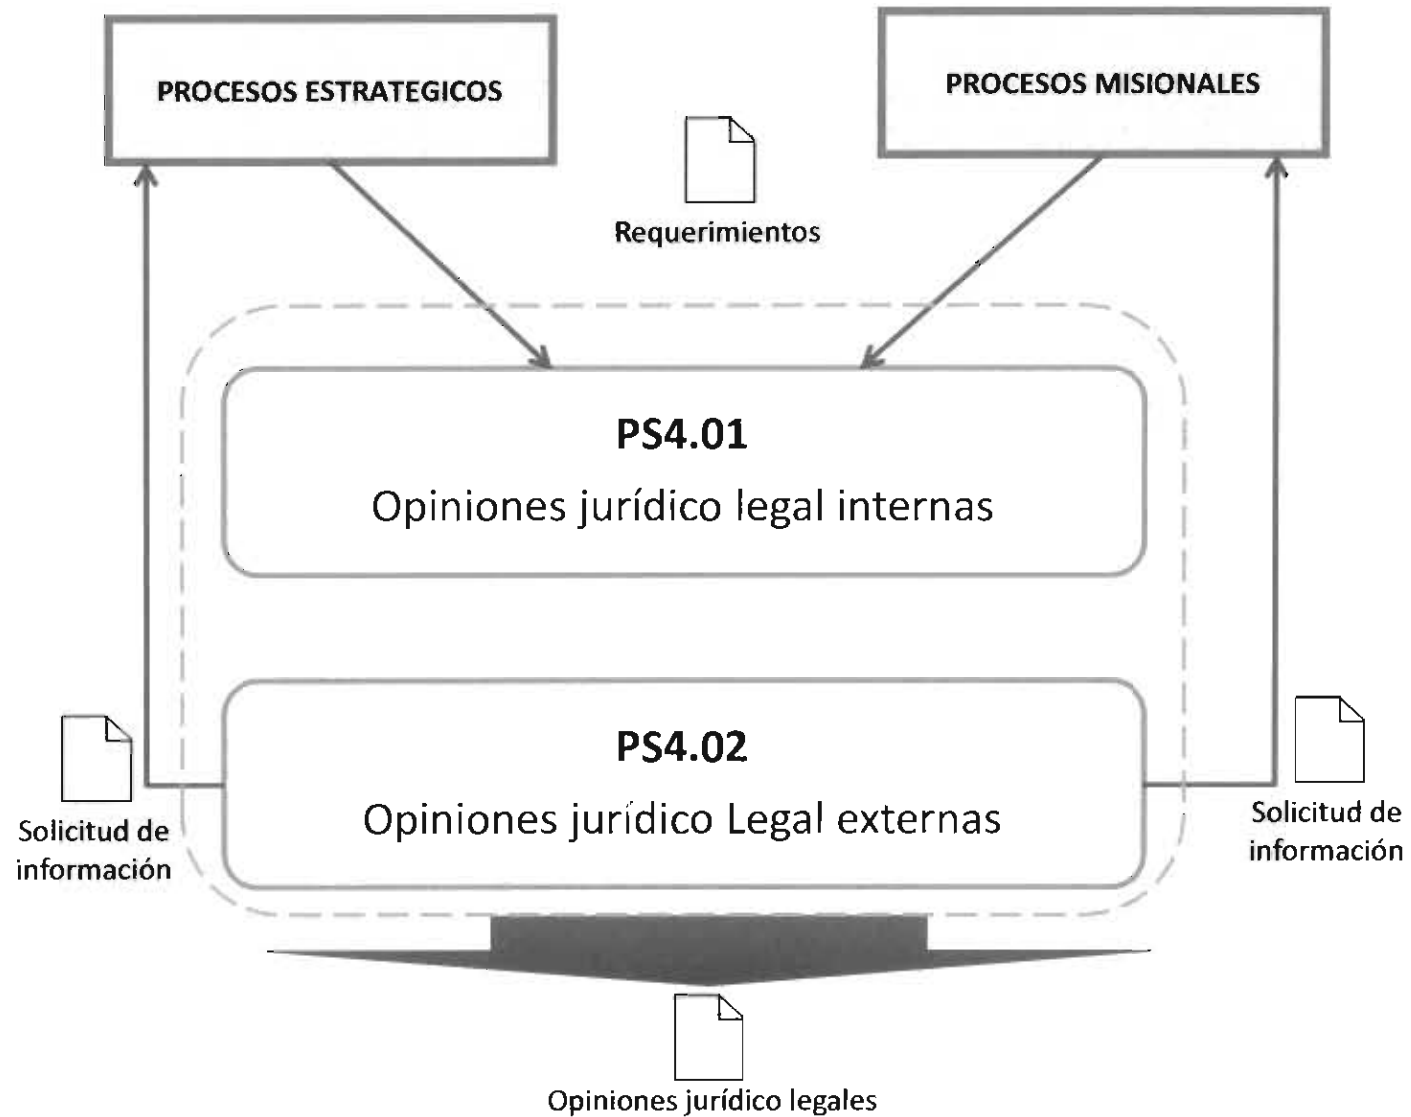 PROCESOS ESTRATEGICOS
PROCESOS MISIONALES
Requerimientos
PS4.01
Opiniones jurídico legal internas
PS4.02
Opiniones jurídico Legal externas
Solicitud de
información
Solicitud de
información
Opiniones jurídico legales